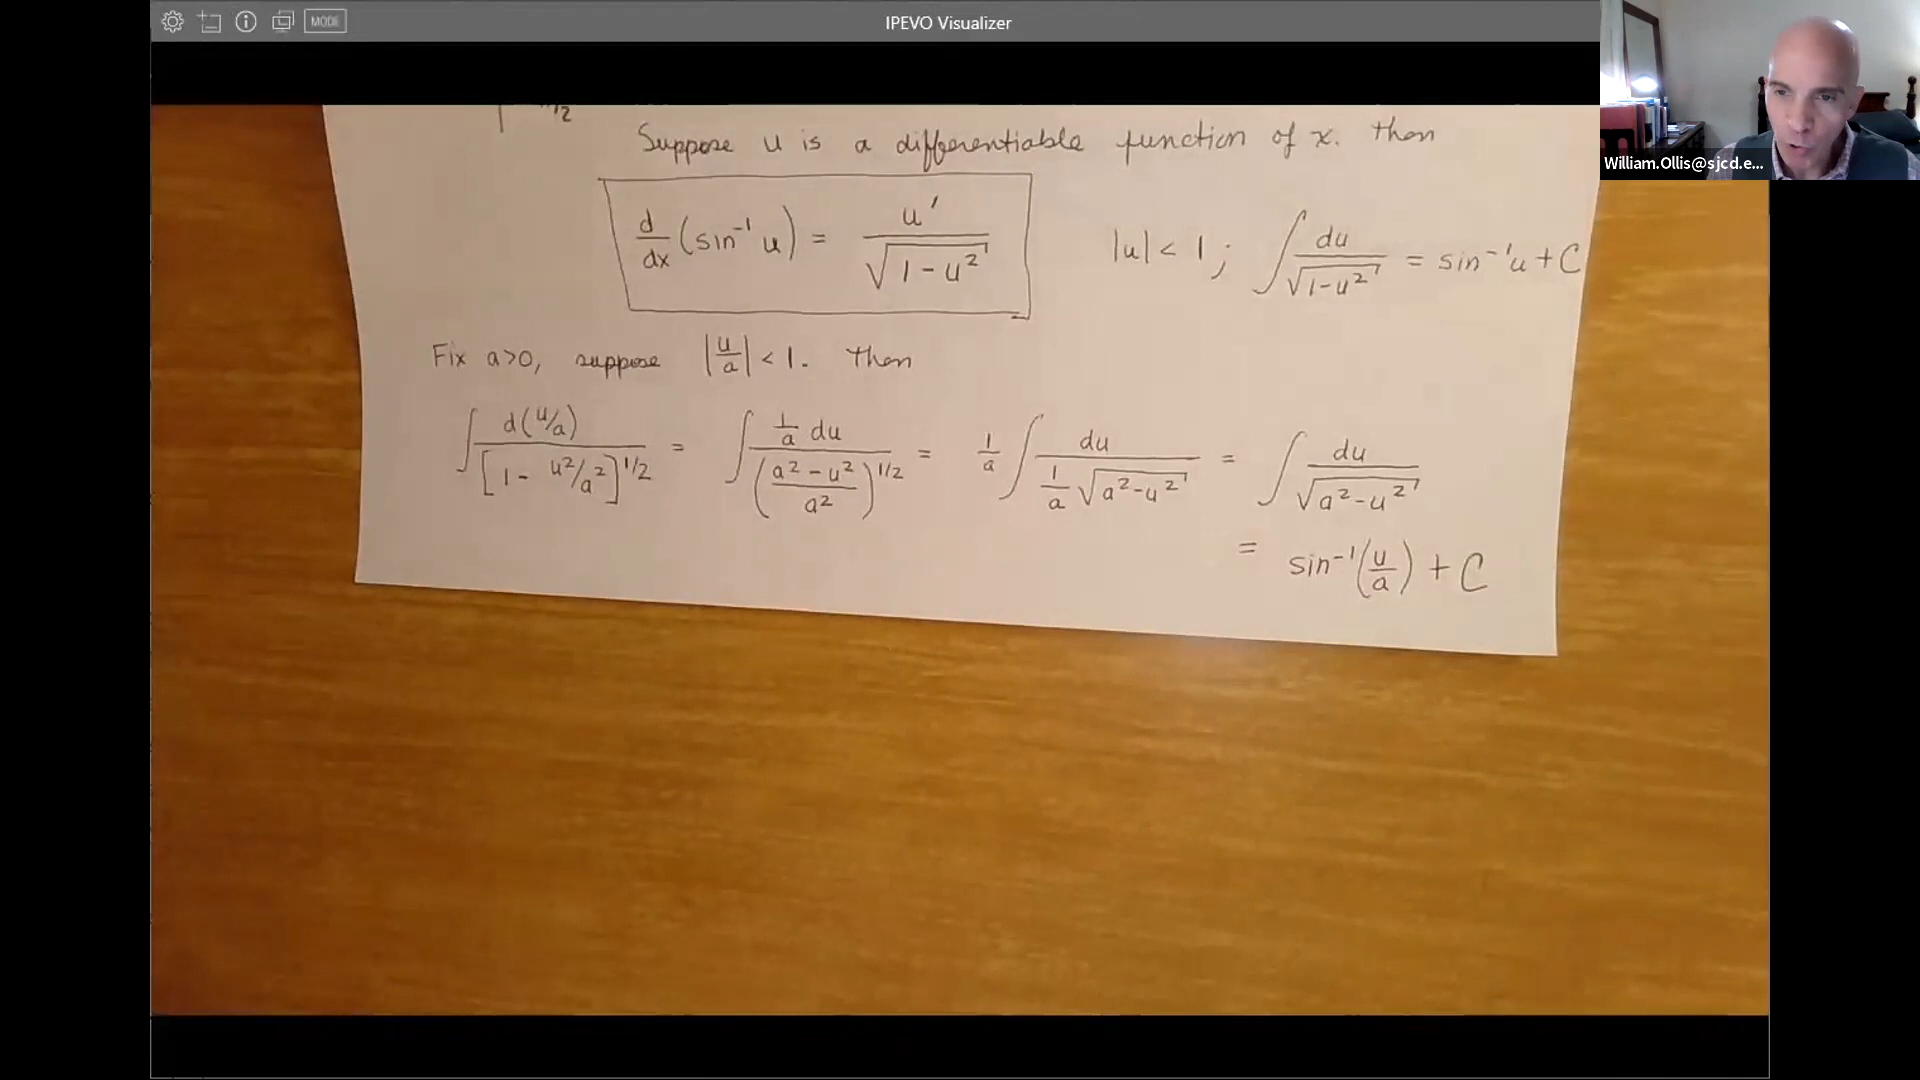 MODE
IPEVO Visualizer
William.Ollis@sjcd.e...
π/2
Suppose u is a differentiable function of x. Then
d/dx (sin⁻¹ u) = u' / √(1-u²)    |u| < 1 ; ∫ du / √(1-u²) = sin⁻¹u + C
Fix a>0, suppose |u/a| < 1. Then
∫ d(u/a) / [1 - u²/a²]^1/2 = ∫ 1/a du / ((a² - u²)/a²)^1/2 = 1/a ∫ du / (1/a √(a²-u²)) = ∫ du / √(a²-u²)
= sin⁻¹(u/a) + C